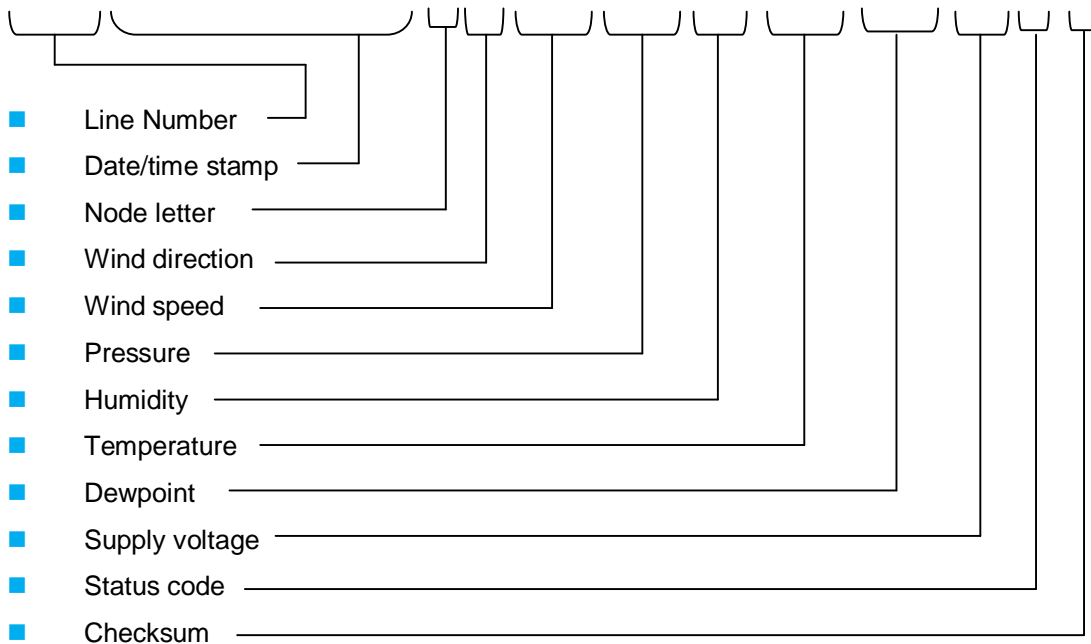 Line Number
Date/time stamp
Node letter
Wind direction
Wind speed
Pressure
Humidity
Temperature
Dewpoint
Supply voltage
Status code
Checksum